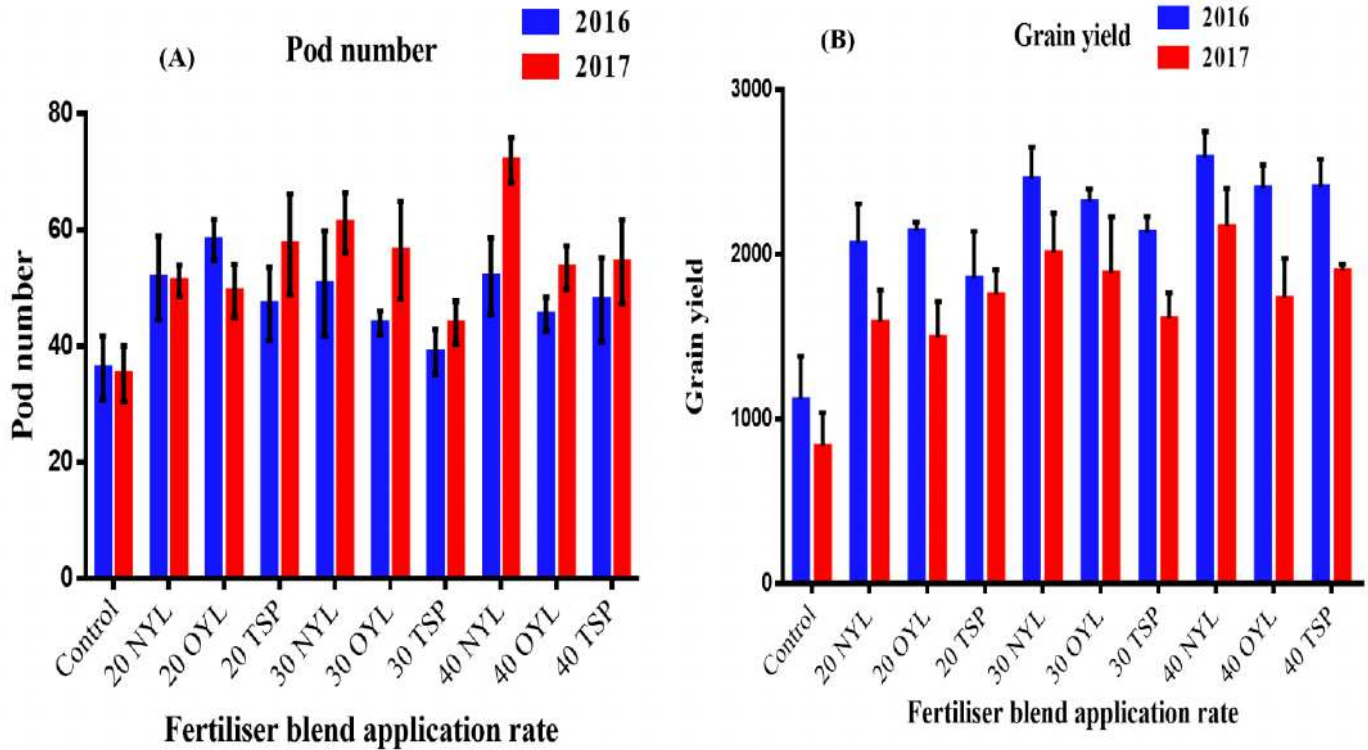 (A)
Pod number
2016
2017
Pod number
80
60
40
20
0
Control
20 NYL
20 OYL
20 TSP
30 NYL
30 OYL
30 TSP
40 NYL
40 OYL
40 TSP
Fertiliser blend application rate
(B)
Grain yield
2016
2017
Grain yield
3000
2000
1000
0
Control
20 NYL
20 OYL
20 TSP
30 NYL
30 OYL
30 TSP
40 NYL
40 OYL
40 TSP
Fertiliser blend application rate